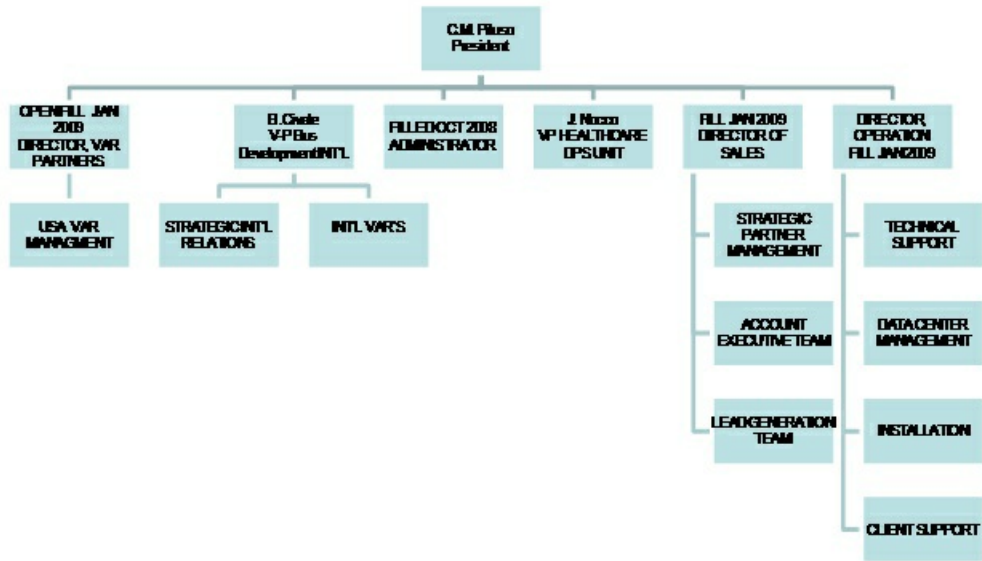 C.M. Piluso
President
OPEN/FILL JAN
2009
DIRECTOR, VAR
PARTNERS
B. Civale
V-P Bus
Development INT'L
FILLED OCT 2008
ADMINISTRATOR
J. Nocco
VP HEALTHCARE
OPS UNIT
FILL JAN 2009
DIRECTOR OF
SALES
DIRECTOR,
OPERATION
FILL JAN 2009
USA VAR
MANAGMENT
STRATEGIC INT'L
RELATIONS
INT'L VAR'S
STRATEGIC
PARTNER
MANAGEMENT
TECHNICAL
SUPPORT
ACCOUNT
EXECUTIVE TEAM
DATA CENTER
MANAGEMENT
LEAD GENERATION
TEAM
INSTALLATION
CLIENT SUPPORT